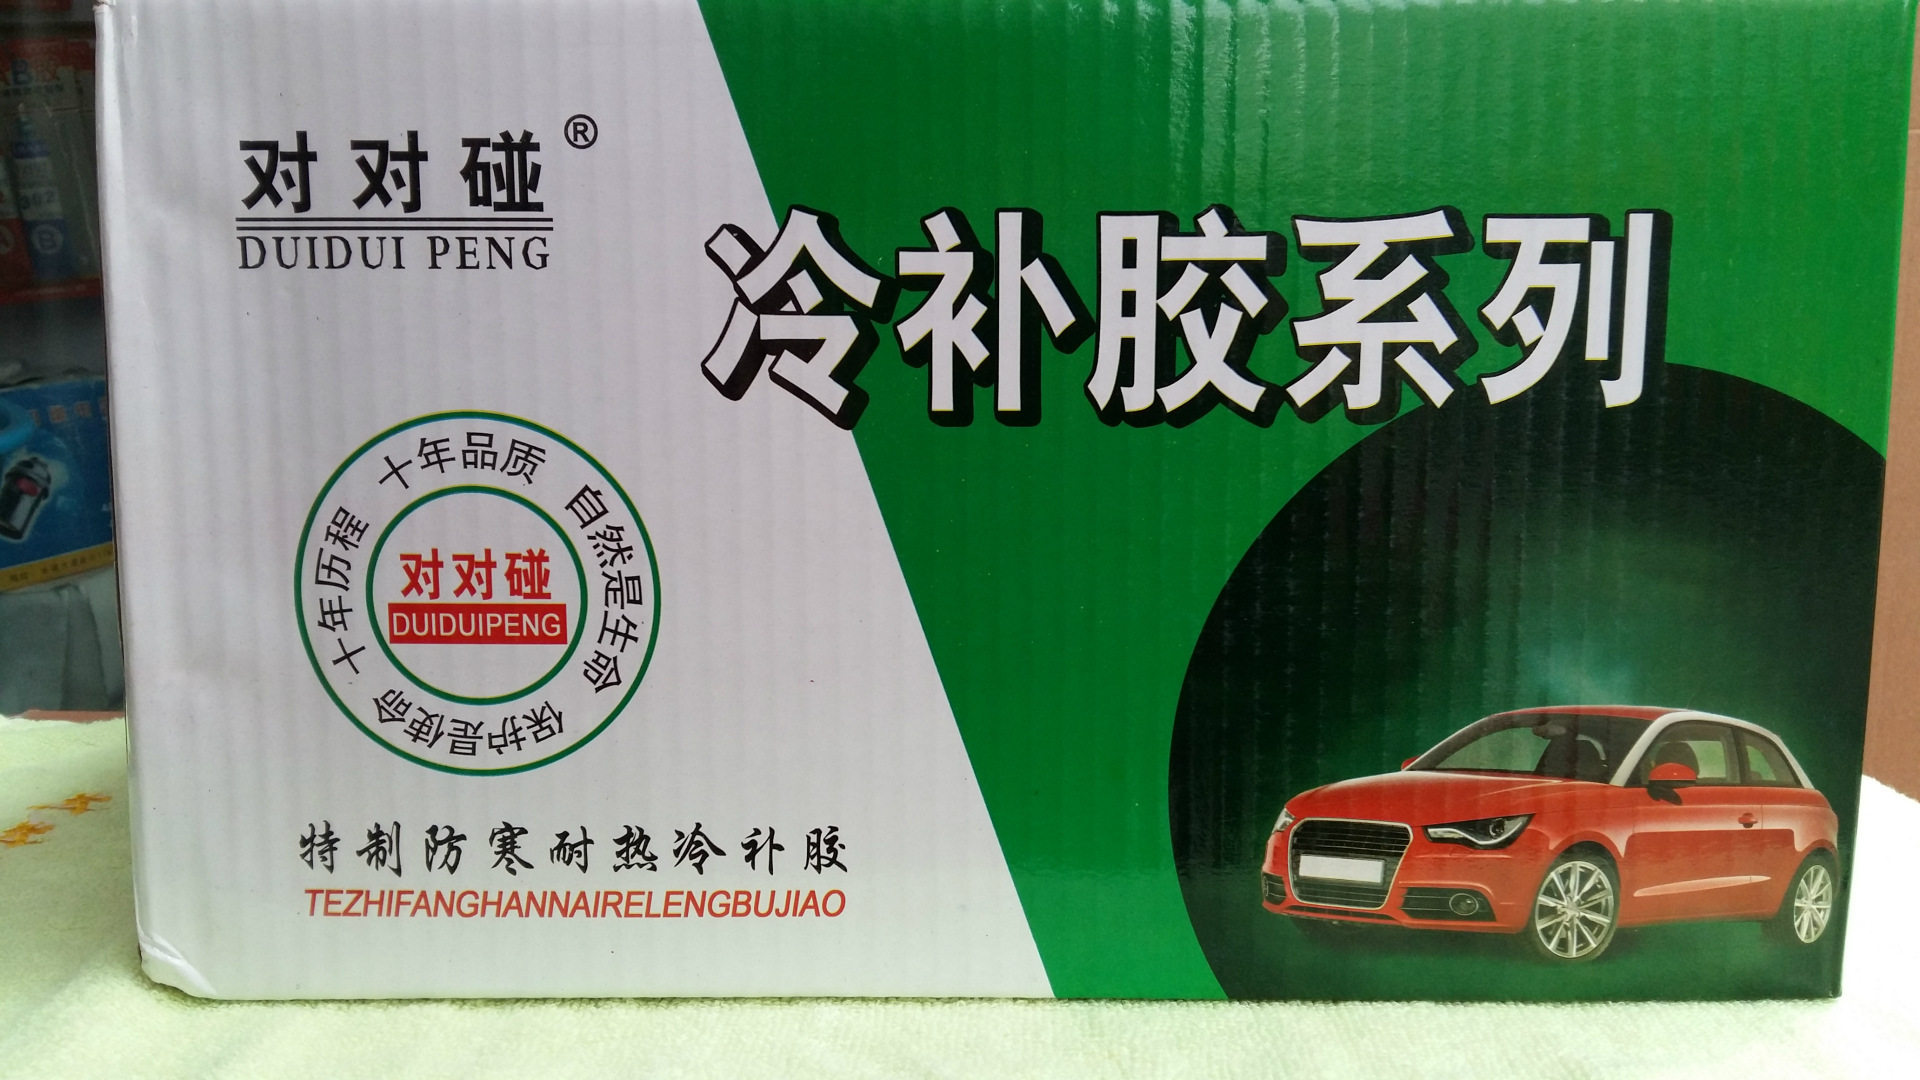 对对碰®
DUIDUI PENG
冷补胶系列
十年历程 十年品质 自然是生命 保护是使命
对对碰
DUIDUIPENG
特制防寒耐热冷补胶
TEZHIFANGHANNAIRELENGBUJIAO